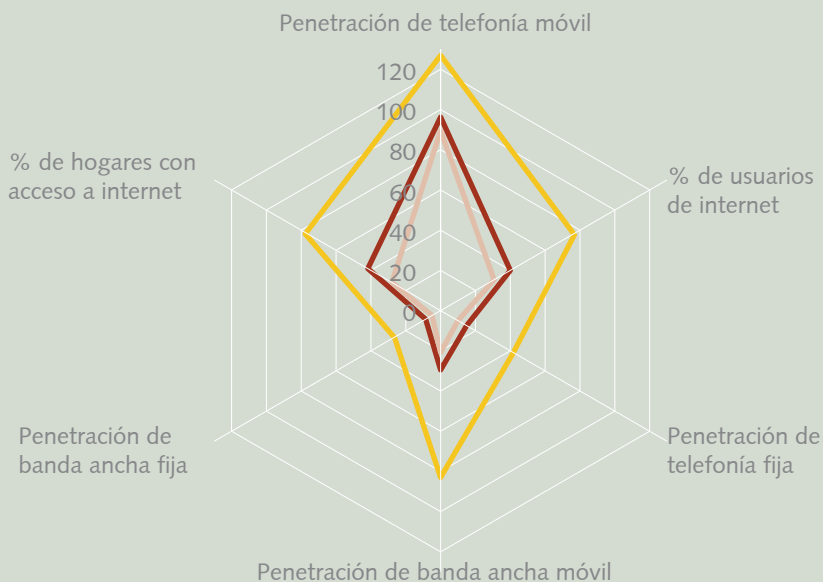 Penetración de telefonía móvil
120
100
80
60
40
20
0
% de hogares con
acceso a internet
% de usuarios
de internet
Penetración de
banda ancha fija
Penetración de
telefonía fija
Penetración de banda ancha móvil